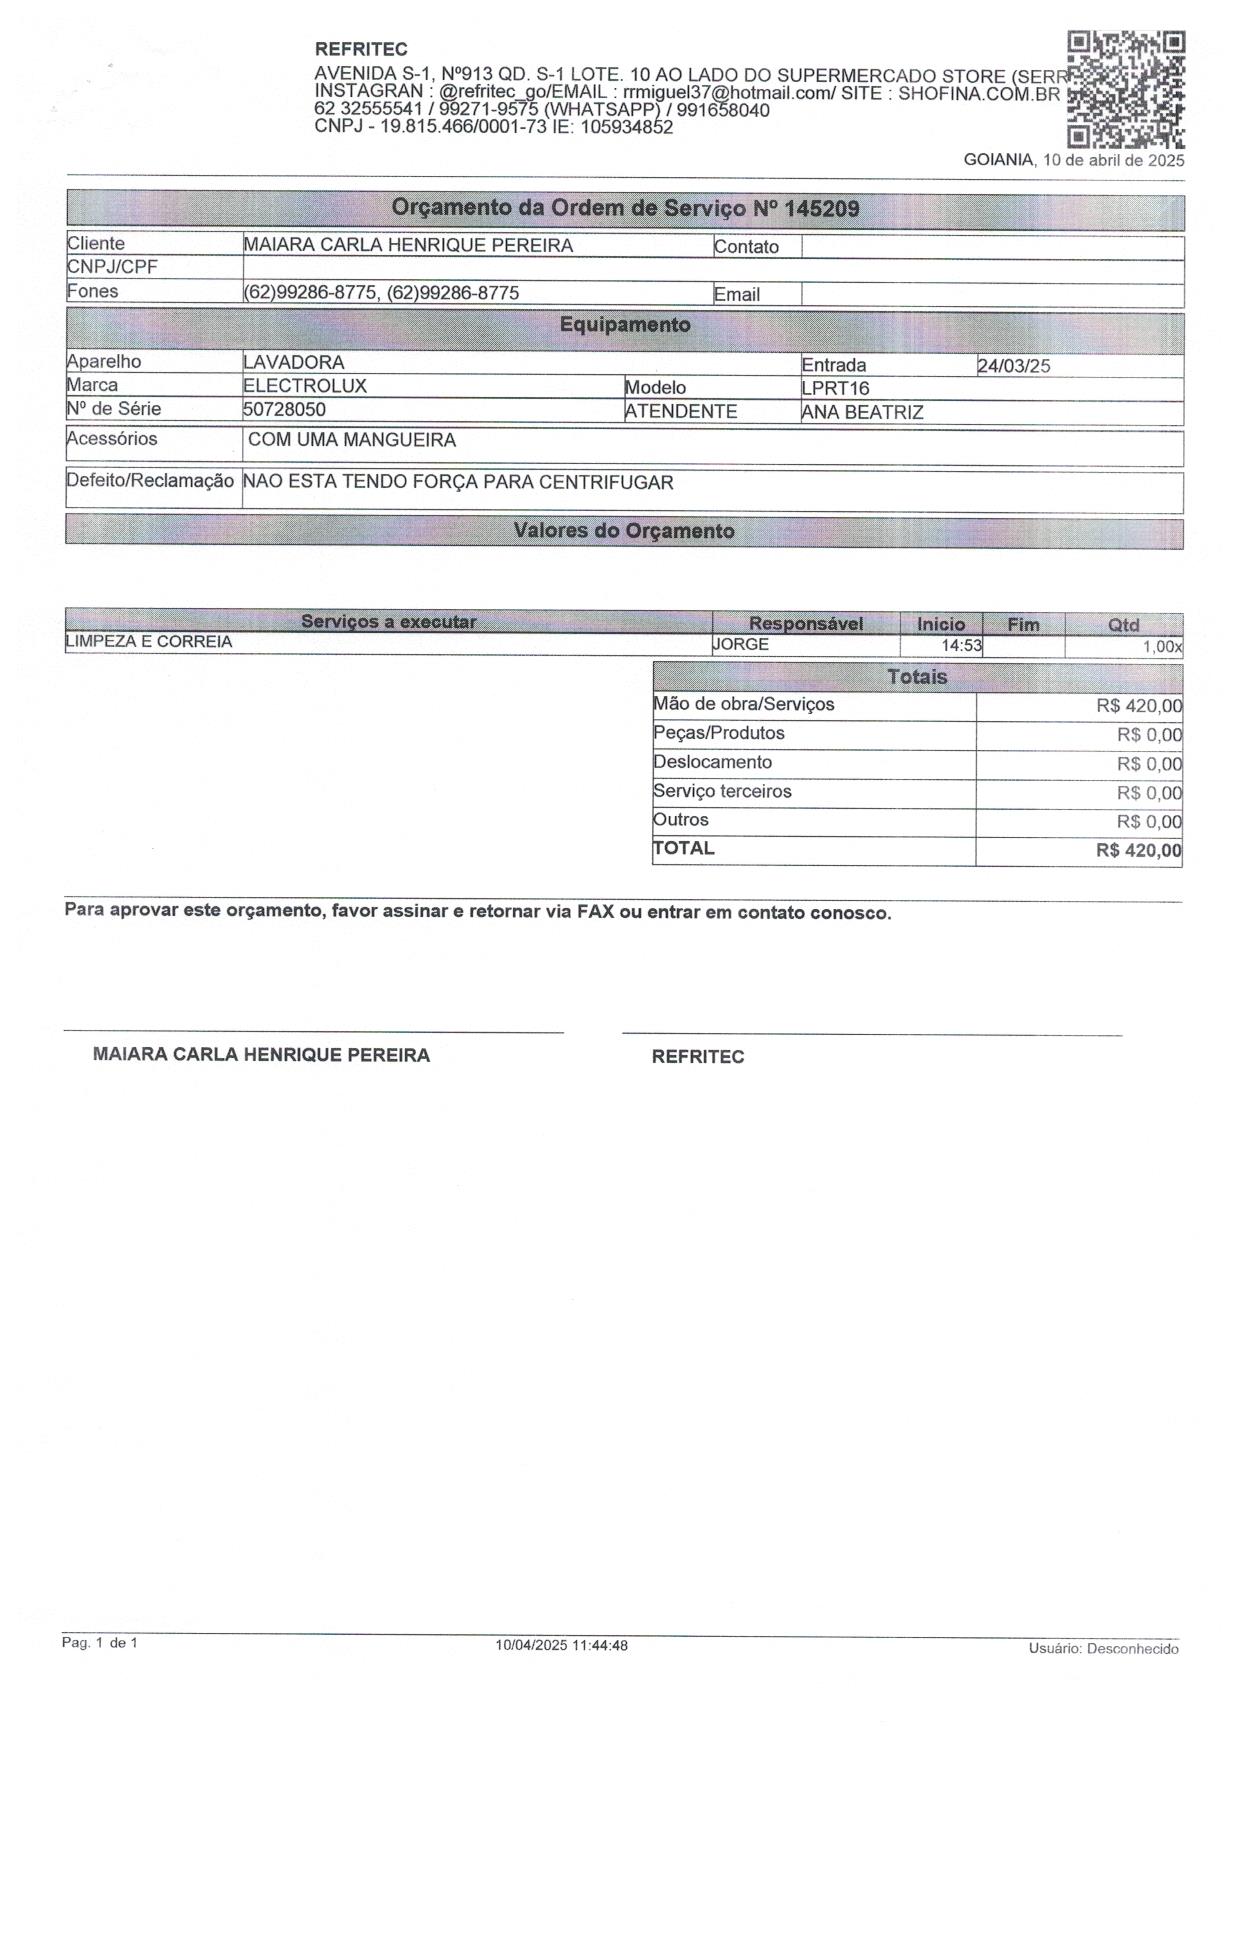 REFRITEC
AVENIDA S-1, Nº913 QD. S-1 LOTE. 10 AO LADO DO SUPERMERCADO STORE (SERR
INSTAGRAN : @refritec_go/EMAIL : rrmiguel37@hotmail.com/ SITE : SHOFINA.COM.BR
62 32555541 / 99271-9575 (WHATSAPP) / 991658040
CNPJ - 19.815.466/0001-73 IE: 105934852
GOIANIA, 10 de abril de 2025
Orçamento da Ordem de Serviço Nº 145209
Cliente MAIARA CARLA HENRIQUE PEREIRA Contato
CNPJ/CPF
Fones (62)99286-8775, (62)99286-8775 Email
Equipamento
Aparelho LAVADORA Entrada 24/03/25
Marca ELECTROLUX Modelo LPRT16
Nº de Série 50728050 ATENDENTE ANA BEATRIZ
Acessórios COM UMA MANGUEIRA
Defeito/Reclamação NAO ESTA TENDO FORÇA PARA CENTRIFUGAR
Valores do Orçamento
Serviços a executar Responsável Inicio Fim Qtd
LIMPEZA E CORREIA JORGE 14:53 1,00x
Totais
Mão de obra/Serviços R$ 420,00
Peças/Produtos R$ 0,00
Deslocamento R$ 0,00
Serviço terceiros R$ 0,00
Outros R$ 0,00
TOTAL R$ 420,00
Para aprovar este orçamento, favor assinar e retornar via FAX ou entrar em contato conosco.
MAIARA CARLA HENRIQUE PEREIRA REFRITEC
Pag. 1 de 1 10/04/2025 11:44:48 Usuário: Desconhecido